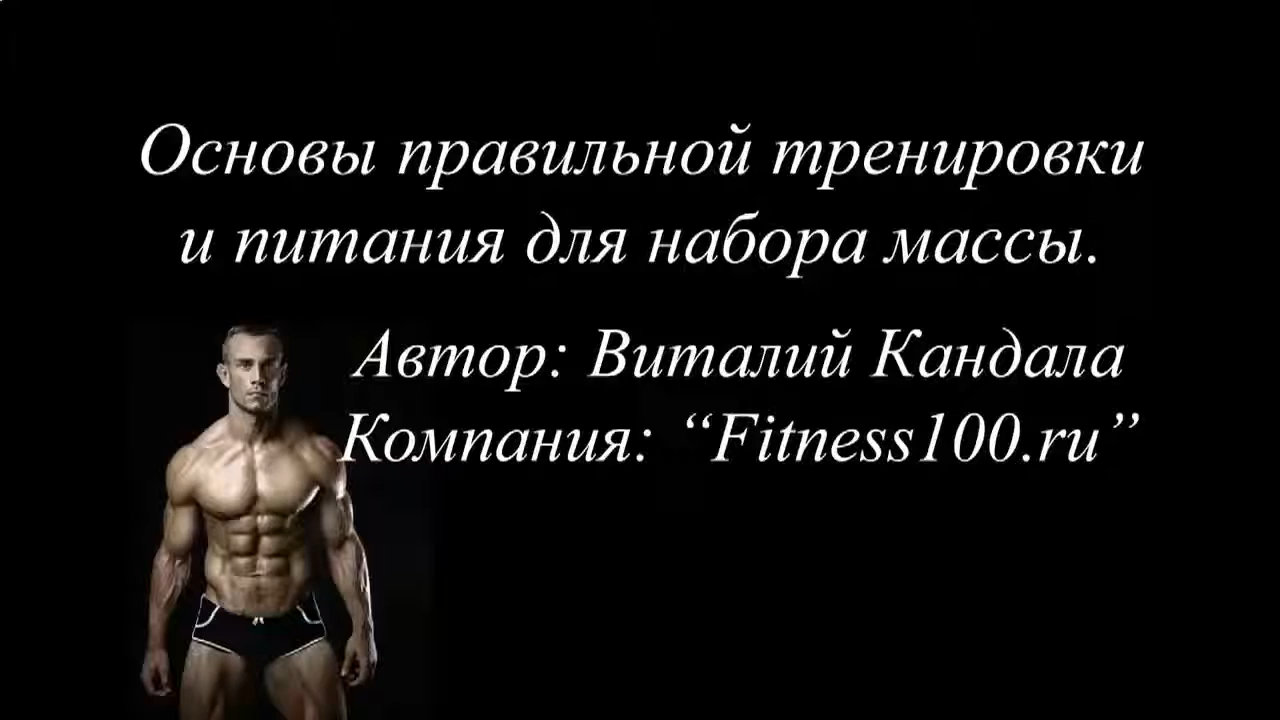 Основы правильной тренировки
и питания для набора массы.
Автор: Виталий Кандала
Компания: “Fitness100.ru”